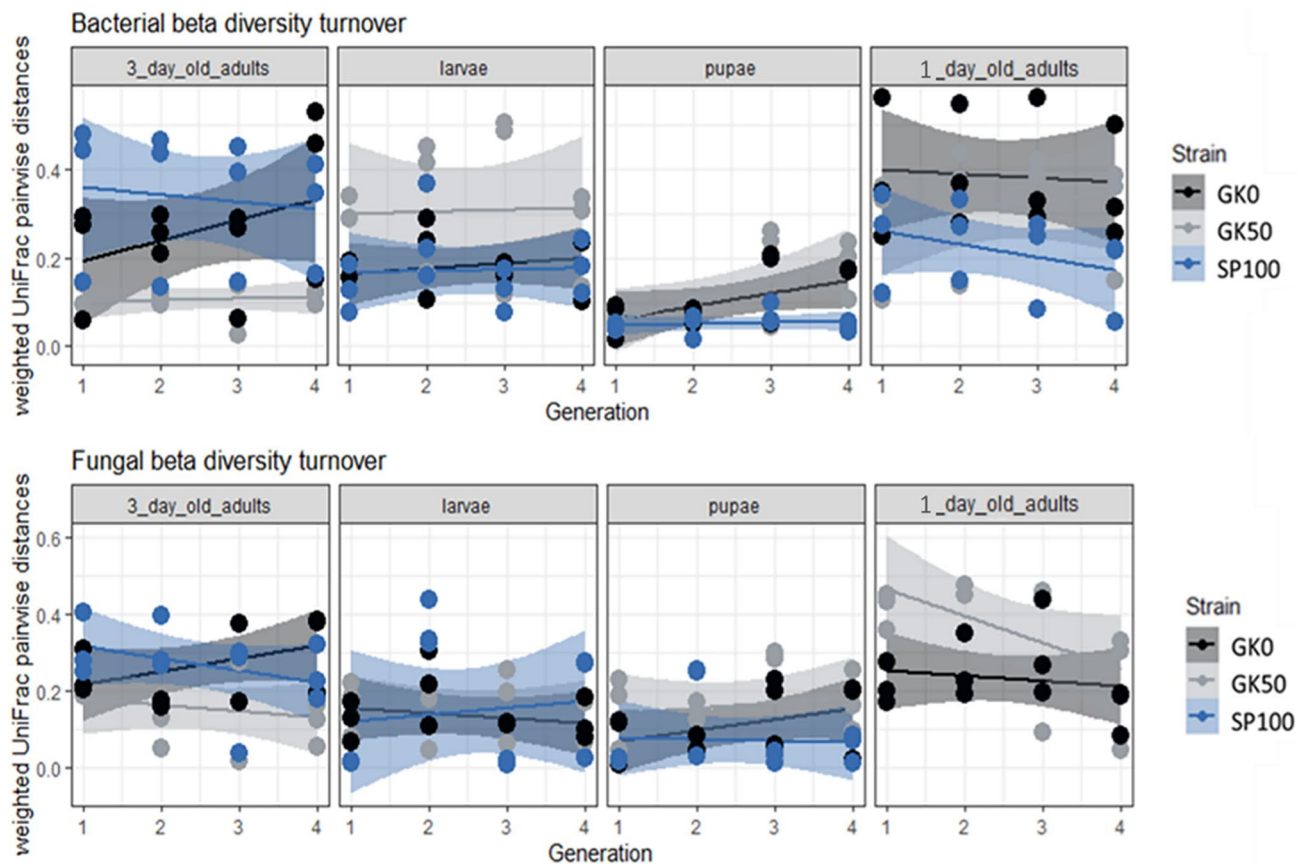 Bacterial beta diversity turnover
3_day_old_adults larvae pupae 1_day_old_adults
weighted UniFrac pairwise distances
0.4
0.2
0.0
1 2 3 4 1 2 3 4 1 2 3 4 1 2 3 4
Generation
Strain
GK0
GK50
SP100
Fungal beta diversity turnover
3_day_old_adults larvae pupae 1_day_old_adults
weighted UniFrac pairwise distances
0.6
0.4
0.2
0.0
1 2 3 4 1 2 3 4 1 2 3 4 1 2 3 4
Generation
Strain
GK0
GK50
SP100